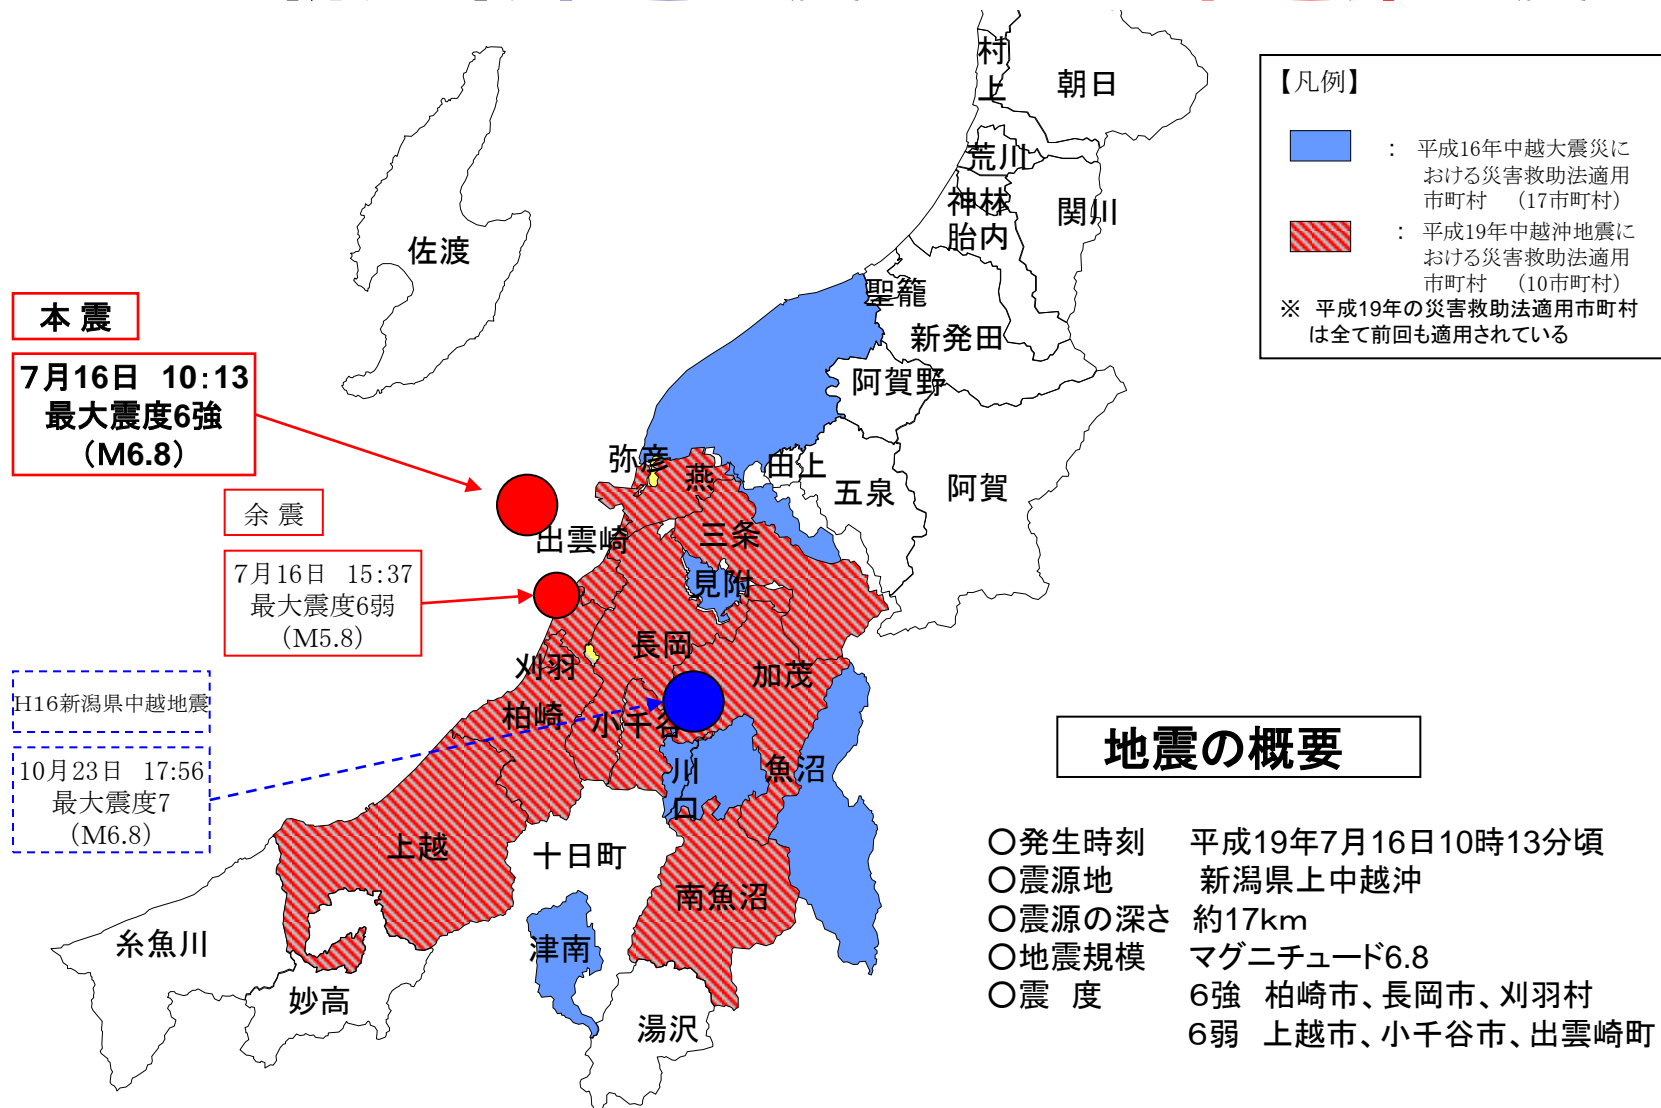 村
上
朝日
荒川
神林
関川
胎内
佐渡
聖籠
新発田
阿賀野
弥彦
燕
田上
五泉
阿賀
出雲崎
三条
見附
長岡
刈羽
加茂
柏崎
小千谷
川
口
魚沼
上越
十日町
南魚沼
糸魚川
津南
妙高
湯沢
【凡例】
: 平成16年中越大震災に
おける災害救助法適用
市町村 (17市町村)
: 平成19年中越沖地震に
おける災害救助法適用
市町村 (10市町村)
※ 平成19年の災害救助法適用市町村
は全て前回も適用されている
本 震
7月16日 10:13
最大震度6強
(M6.8)
余 震
7月16日 15:37
最大震度6弱
(M5.8)
H16新潟県中越地震
10月23日 17:56
最大震度7
(M6.8)
地震の概要
○発生時刻 平成19年7月16日10時13分頃
○震源地 新潟県上中越沖
○震源の深さ 約17km
○地震規模 マグニチュード6.8
○震 度 6強 柏崎市、長岡市、刈羽村
6弱 上越市、小千谷市、出雲崎町